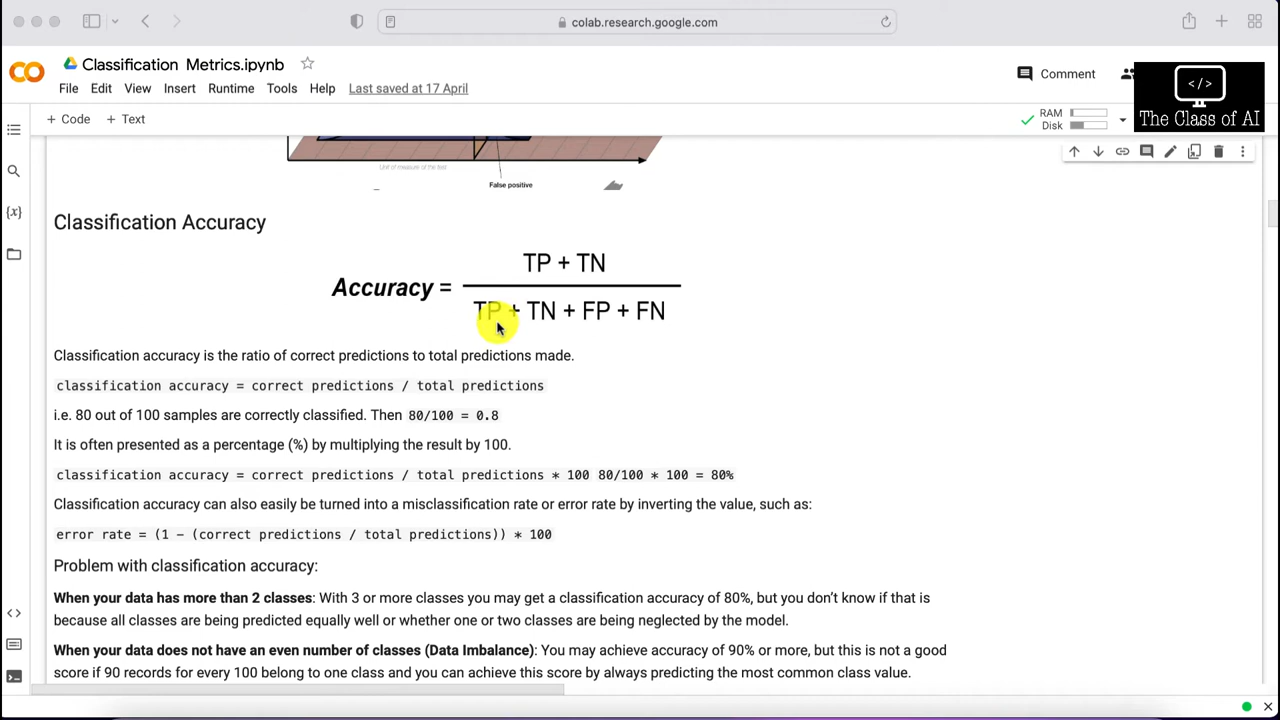 colab.research.google.com
Classification Metrics.ipynb
Comment
File Edit View Insert Runtime Tools Help Last saved at 17 April
</>
The Class of AI
+ Code + Text
RAM
Disk
Unit of measure of the test
False positive
Classification Accuracy
TP + TN
Accuracy =
TP + TN + FP + FN
Classification accuracy is the ratio of correct predictions to total predictions made.
classification accuracy = correct predictions / total predictions
i.e. 80 out of 100 samples are correctly classified. Then 80/100 = 0.8
It is often presented as a percentage (%) by multiplying the result by 100.
classification accuracy = correct predictions / total predictions * 100 80/100 * 100 = 80%
Classification accuracy can also easily be turned into a misclassification rate or error rate by inverting the value, such as:
error rate = (1 - (correct predictions / total predictions)) * 100
Problem with classification accuracy:
When your data has more than 2 classes: With 3 or more classes you may get a classification accuracy of 80%, but you don't know if that is
because all classes are being predicted equally well or whether one or two classes are being neglected by the model.
When your data does not have an even number of classes (Data Imbalance): You may achieve accuracy of 90% or more, but this is not a good
score if 90 records for every 100 belong to one class and you can achieve this score by always predicting the most common class value.